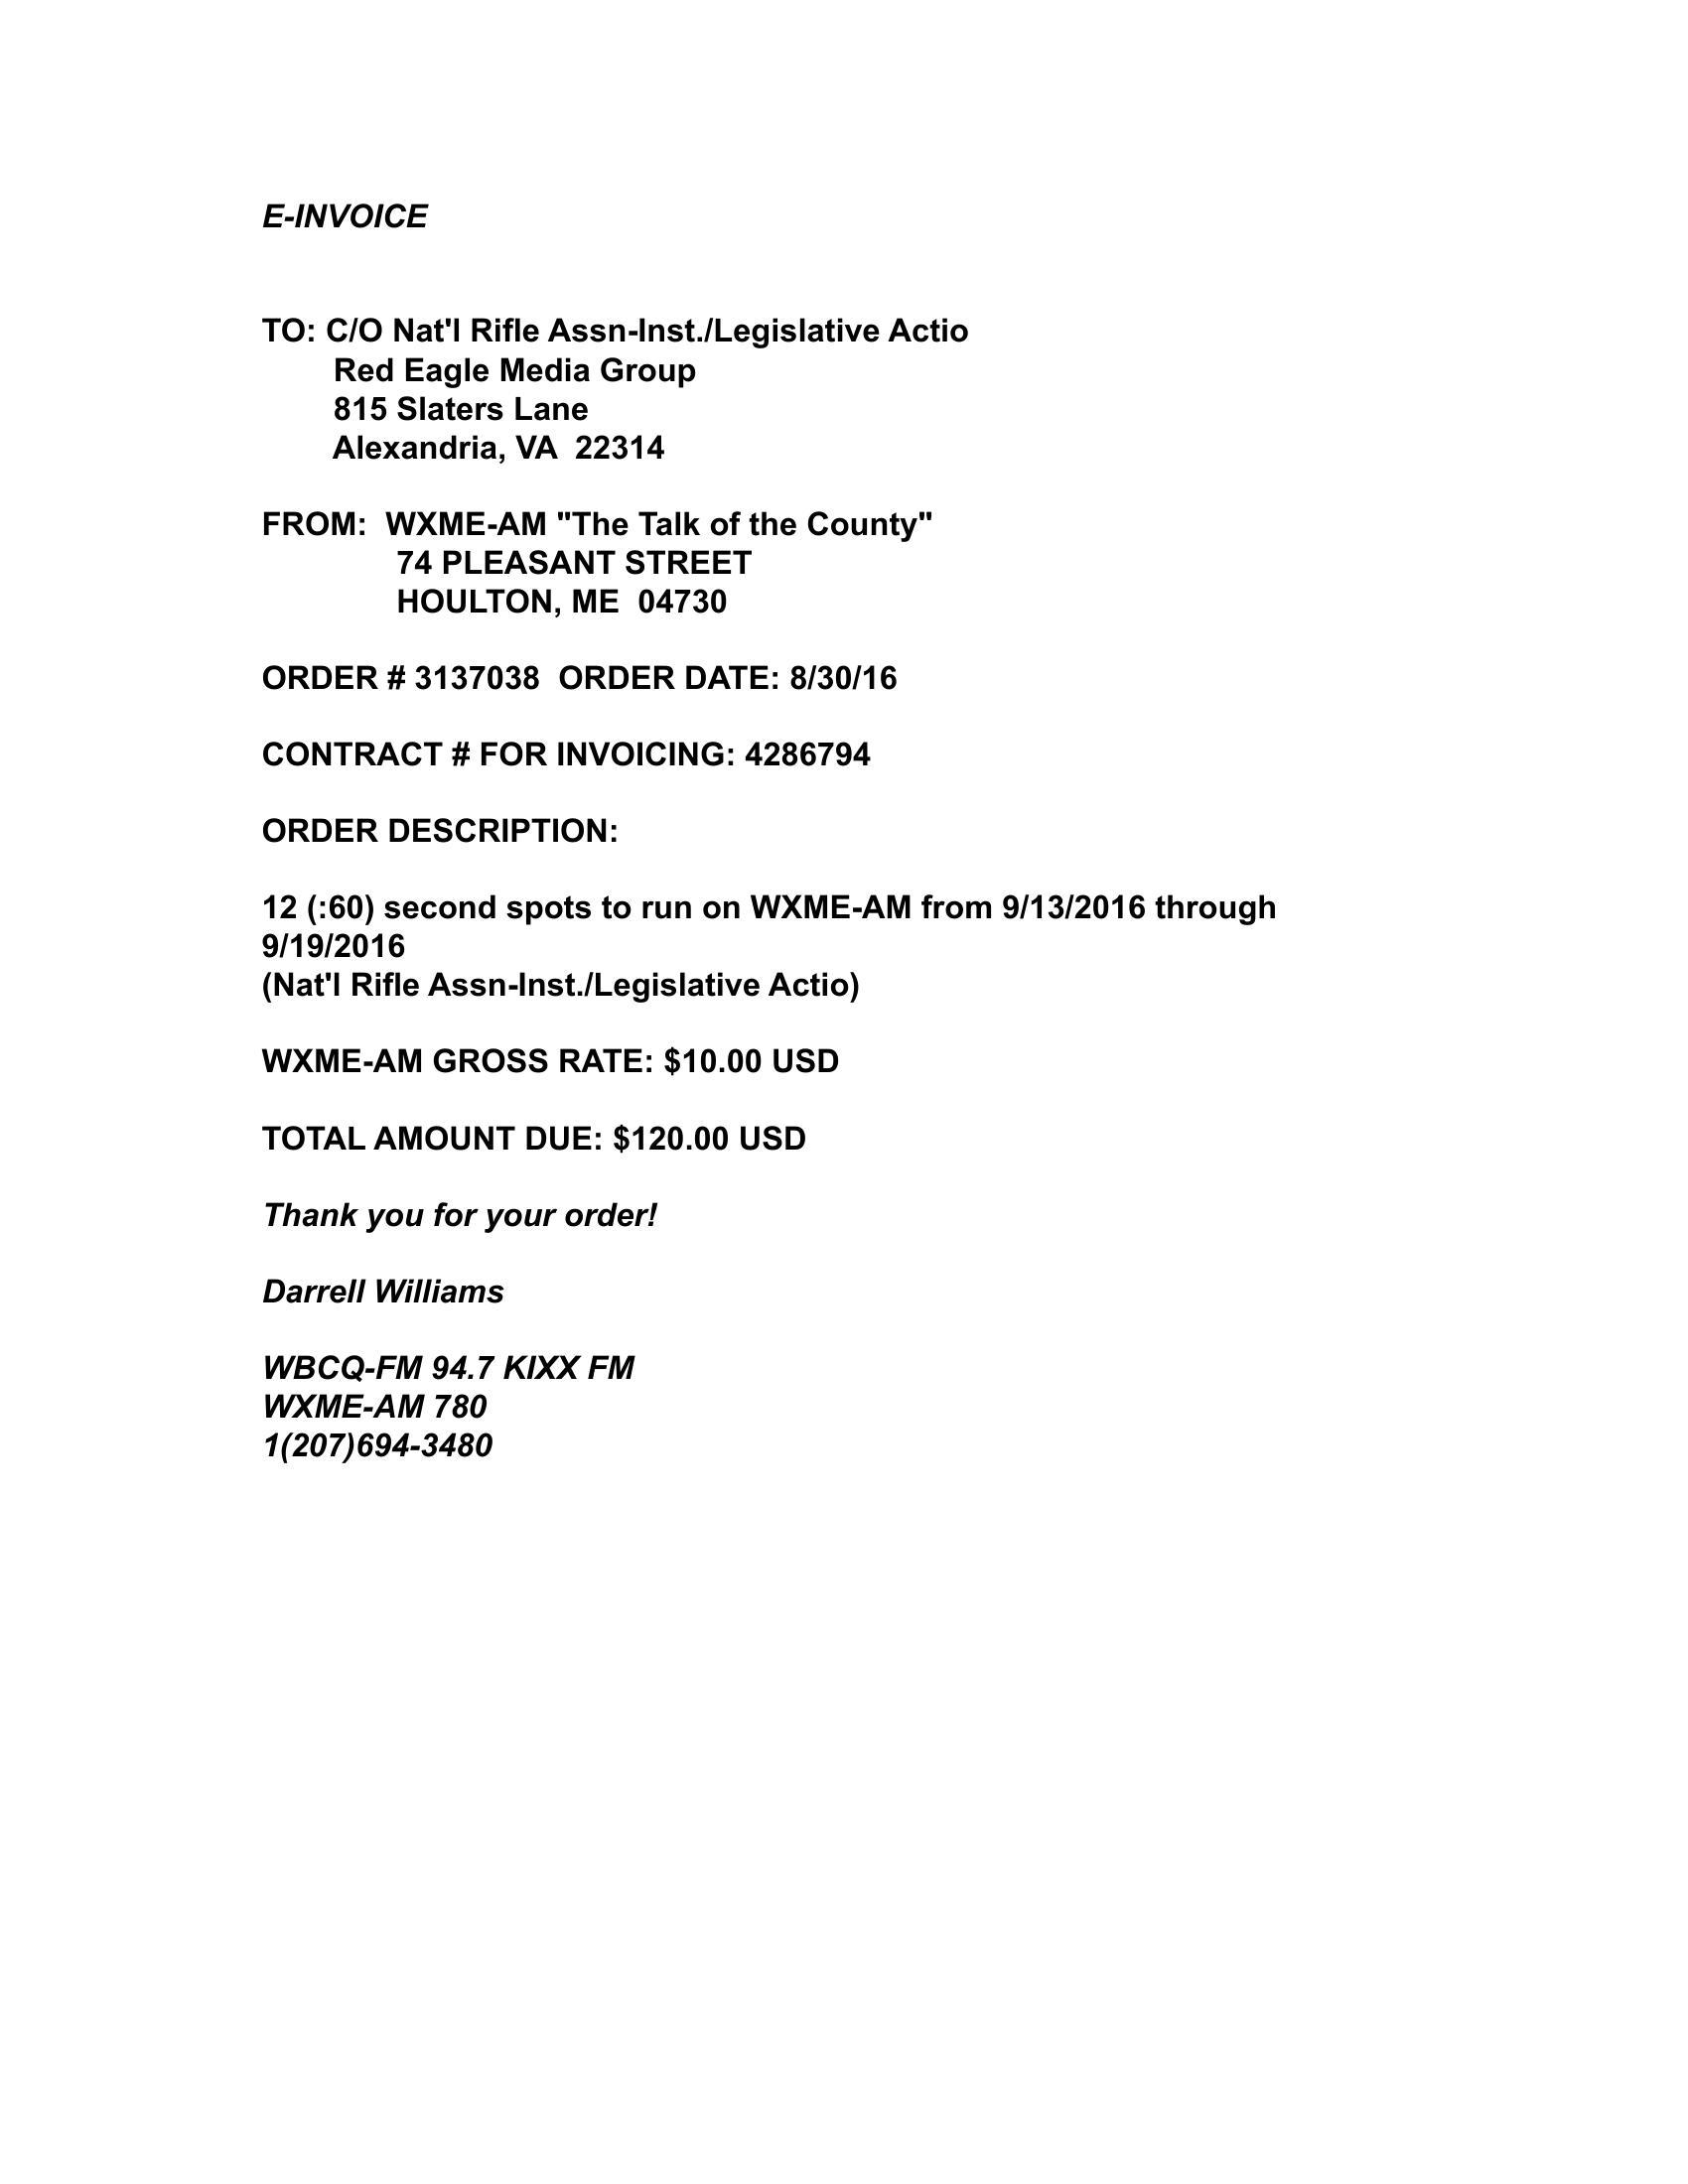 E-INVOICE
TO: C/O Nat'l Rifle Assn-Inst./Legislative Actio
Red Eagle Media Group
815 Slaters Lane
Alexandria, VA 22314
FROM: WXME-AM "The Talk of the County"
74 PLEASANT STREET
HOULTON, ME 04730
ORDER # 3137038 ORDER DATE: 8/30/16
CONTRACT # FOR INVOICING: 4286794
ORDER DESCRIPTION:
12 (:60) second spots to run on WXME-AM from 9/13/2016 through
9/19/2016
(Nat'l Rifle Assn-Inst./Legislative Actio)
WXME-AM GROSS RATE: $10.00 USD
TOTAL AMOUNT DUE: $120.00 USD
Thank you for your order!
Darrell Williams
WBCQ-FM 94.7 KIXX FM
WXME-AM 780
1(207)694-3480